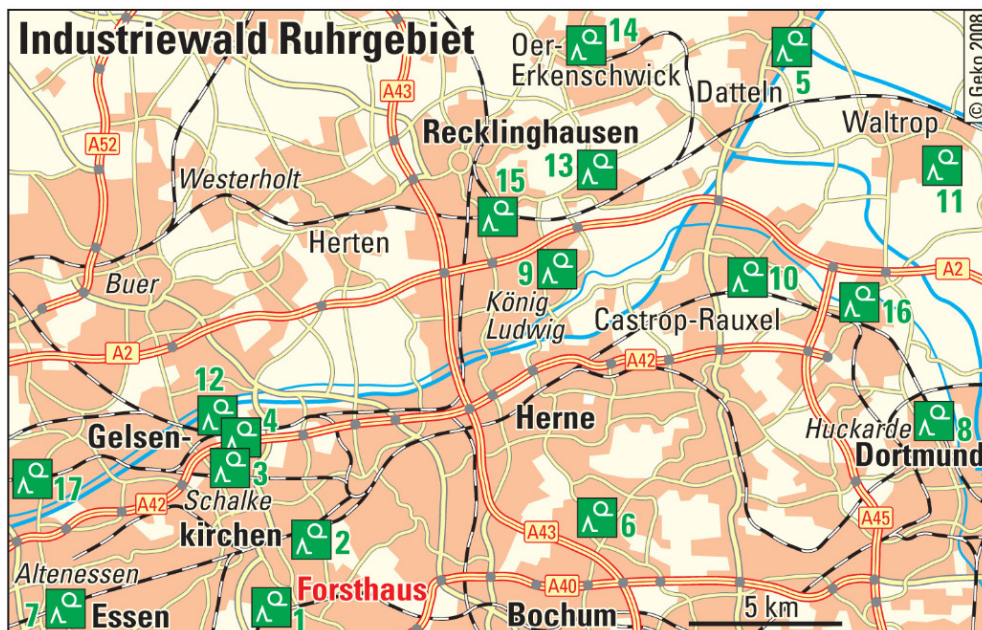 Industriewald Ruhrgebiet
© Geko 2008
Oer-
Erkenschwick
14
5
A43
Datteln
A52
Recklinghausen
Waltrop
13
11
Westerholt
15
Herten
Buer
9
10
A2
König
Ludwig
Castrop-Rauxel
16
A2
A42
12
4
Herne
Gelsen-
Huckarde
8
3
Dortmund
17
A42
Schalke
kirchen
2
6
A43
A45
Altenessen
Forsthaus
A40
7
Essen
1
Bochum
5 km